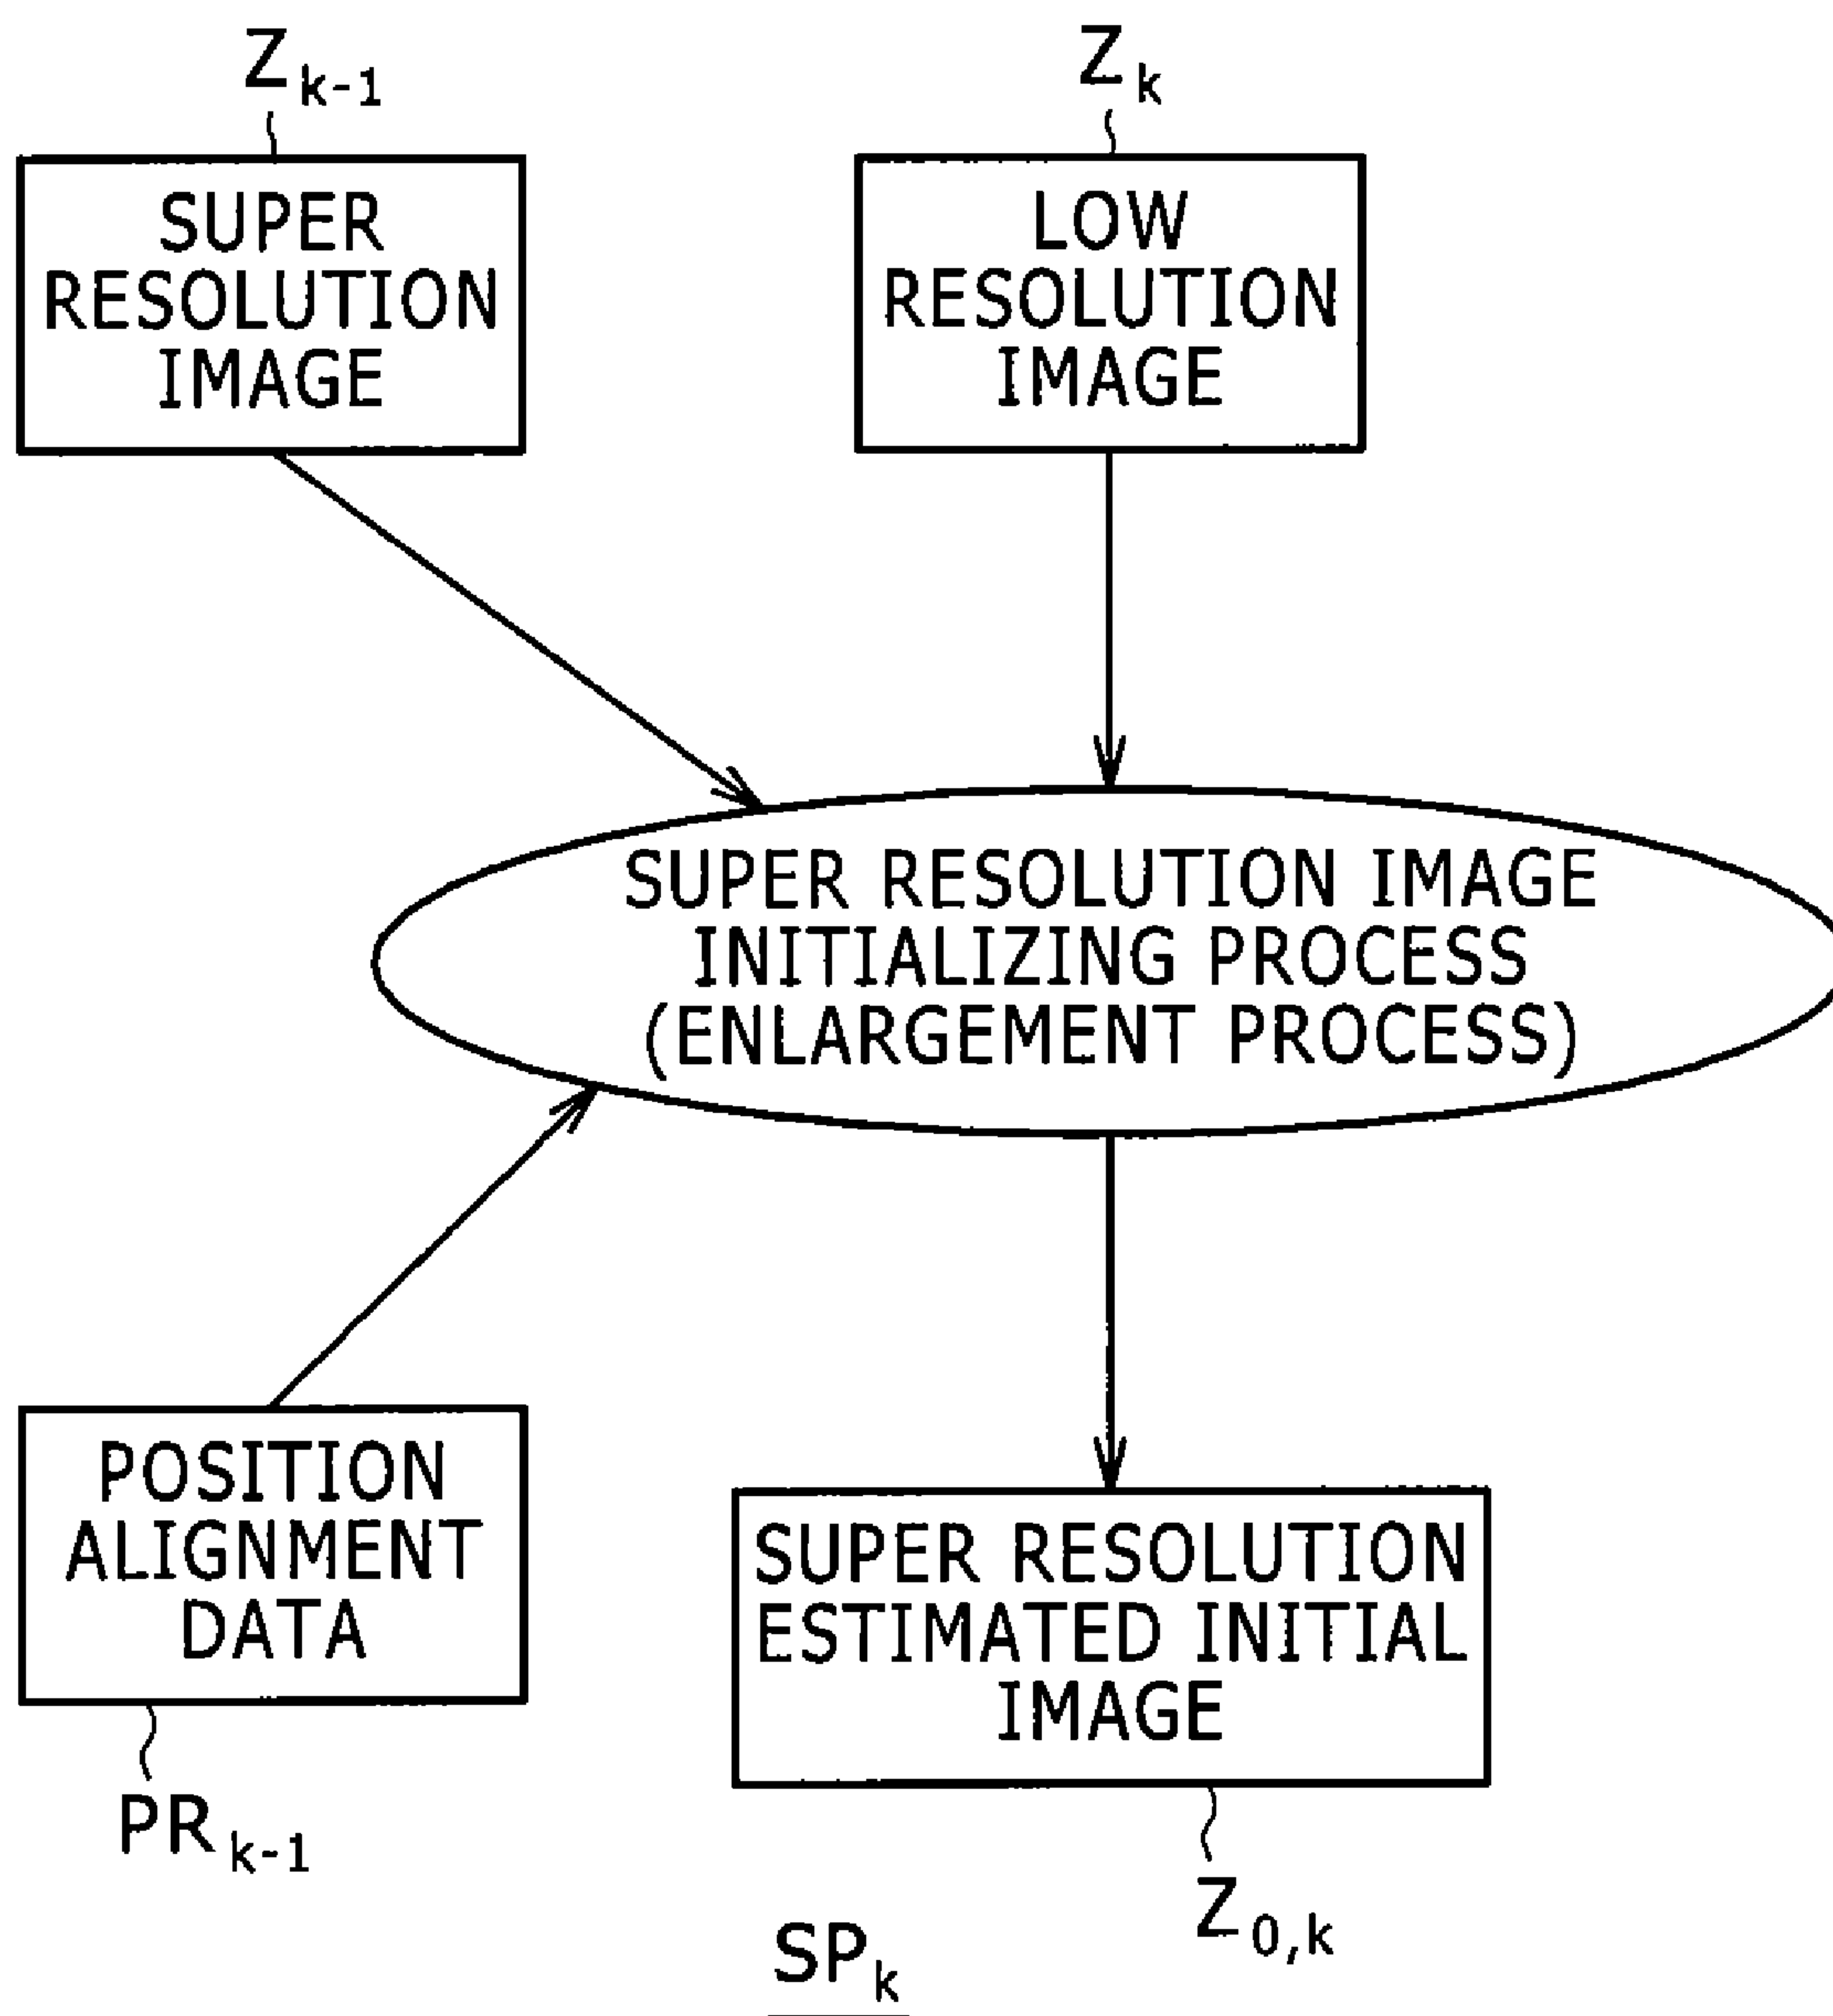 Z k-1
SUPER
RESOLUTION
IMAGE
Z k
LOW
RESOLUTION
IMAGE
SUPER RESOLUTION IMAGE
INITIALIZING PROCESS
(ENLARGEMENT PROCESS)
POSITION
ALIGNMENT
DATA
PR k-1
SUPER RESOLUTION
ESTIMATED INITIAL
IMAGE
Z 0,k
SP k